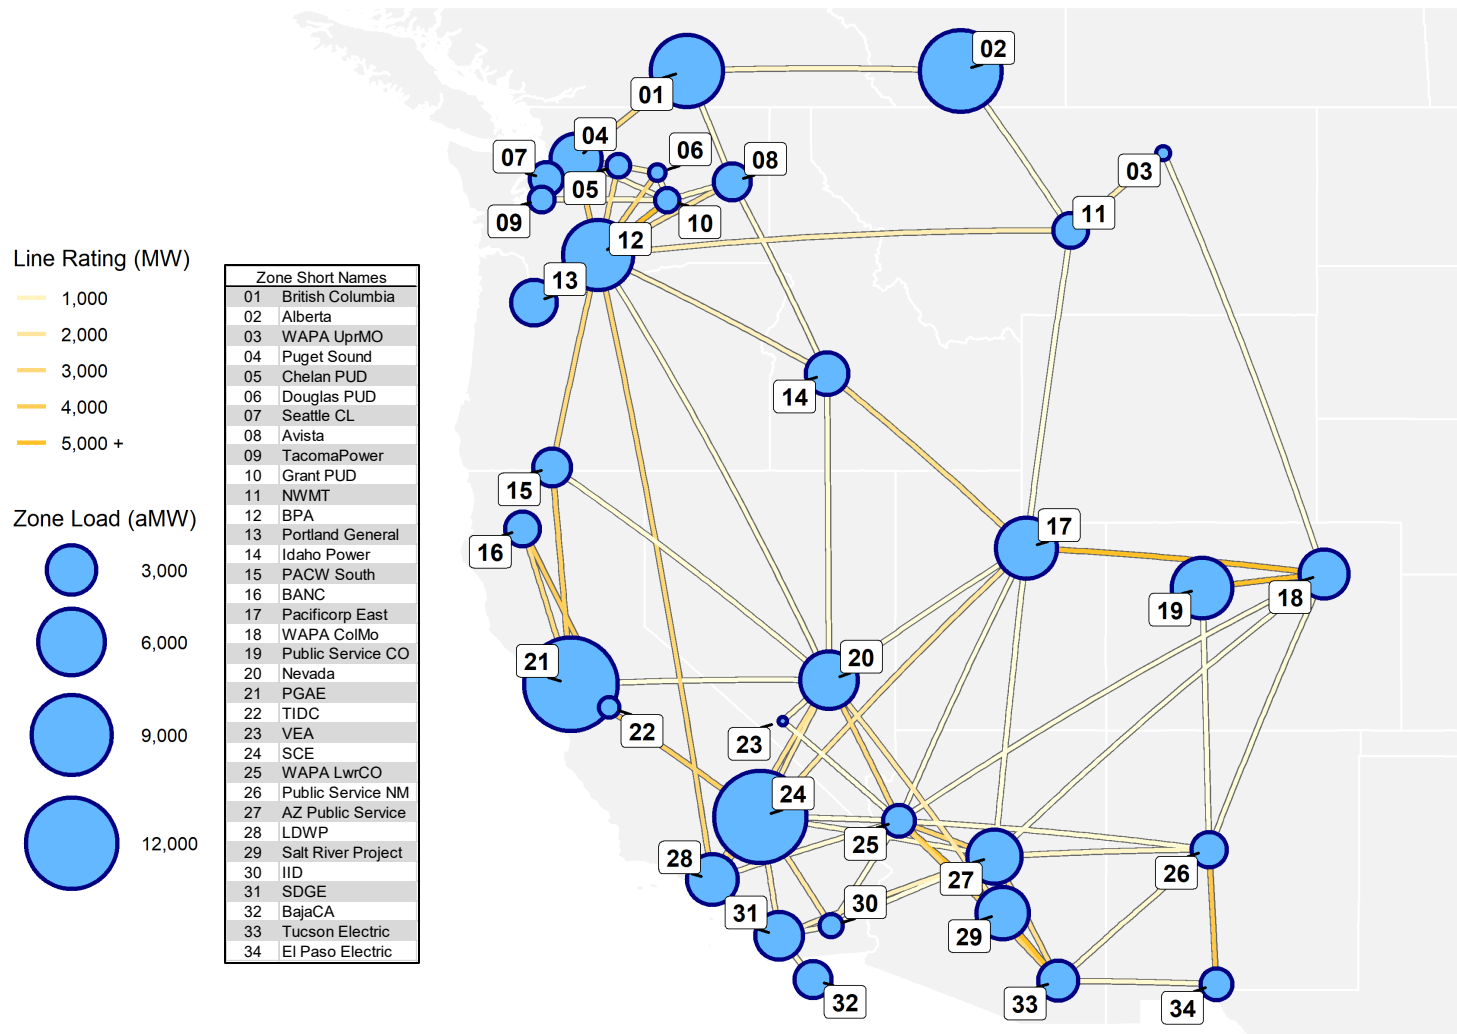 Line Rating (MW)
1,000
2,000
3,000
4,000
5,000 +
Zone Load (aMW)
3,000
6,000
9,000
12,000
Zone Short Names
01 British Columbia
02 Alberta
03 WAPA UprMO
04 Puget Sound
05 Chelan PUD
06 Douglas PUD
07 Seattle CL
08 Avista
09 TacomaPower
10 Grant PUD
11 NWMT
12 BPA
13 Portland General
14 Idaho Power
15 PACW South
16 BANC
17 Pacificorp East
18 WAPA ColMo
19 Public Service CO
20 Nevada
21 PGAE
22 TIDC
23 VEA
24 SCE
25 WAPA LwrCO
26 Public Service NM
27 AZ Public Service
28 LDWP
29 Salt River Project
30 IID
31 SDGE
32 BajaCA
33 Tucson Electric
34 El Paso Electric
02
01
04
06
07
08
03
05
11
09
10
12
13
14
15
17
16
19
18
20
21
22
23
24
25
28
26
27
30
31
29
32
33
34